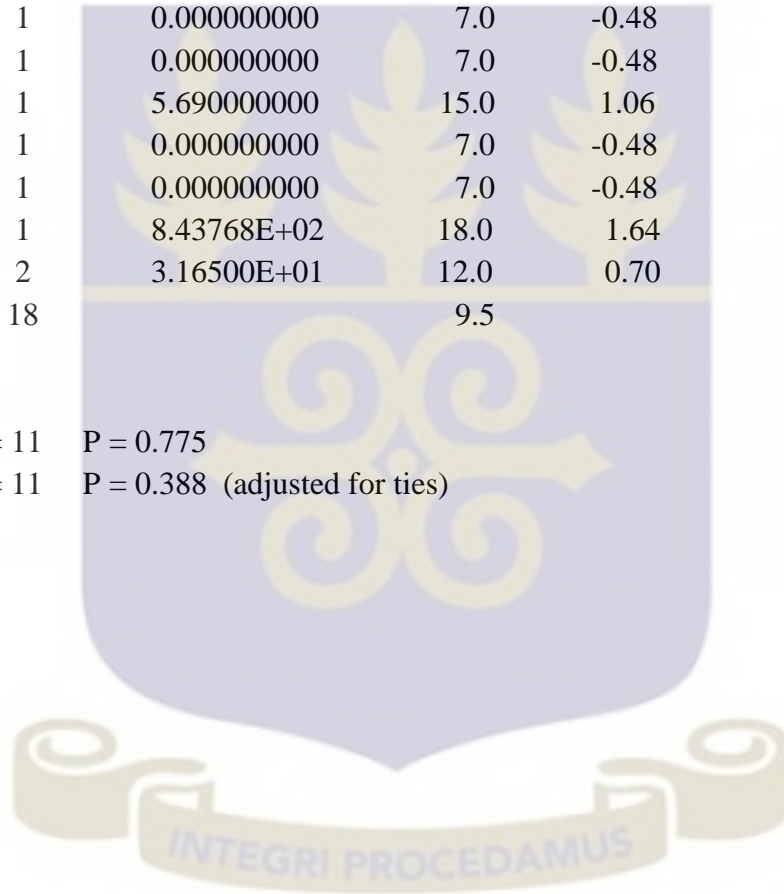 1 0.000000000 7.0 -0.48
1 0.000000000 7.0 -0.48
1 5.690000000 15.0 1.06
1 0.000000000 7.0 -0.48
1 0.000000000 7.0 -0.48
1 8.43768E+02 18.0 1.64
2 3.16500E+01 12.0 0.70
18 9.5
= 11 P = 0.775
= 11 P = 0.388 (adjusted for ties)
INTEGRI PROCEDAMUS